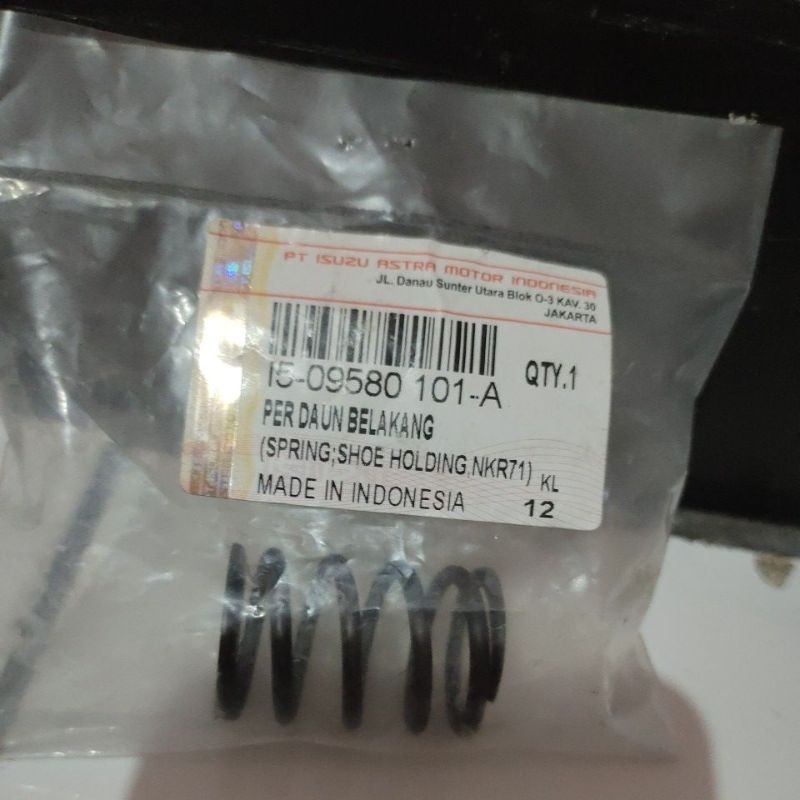 PT ISUZU ASTRA MOTOR INDONESIA
JL. Danau Sunter Utara Blok O-3 KAV. 30
JAKARTA
I5-09580 101-A QTY.1
PER DAUN BELAKANG
(SPRING;SHOE HOLDING,NKR71) KL
MADE IN INDONESIA 12